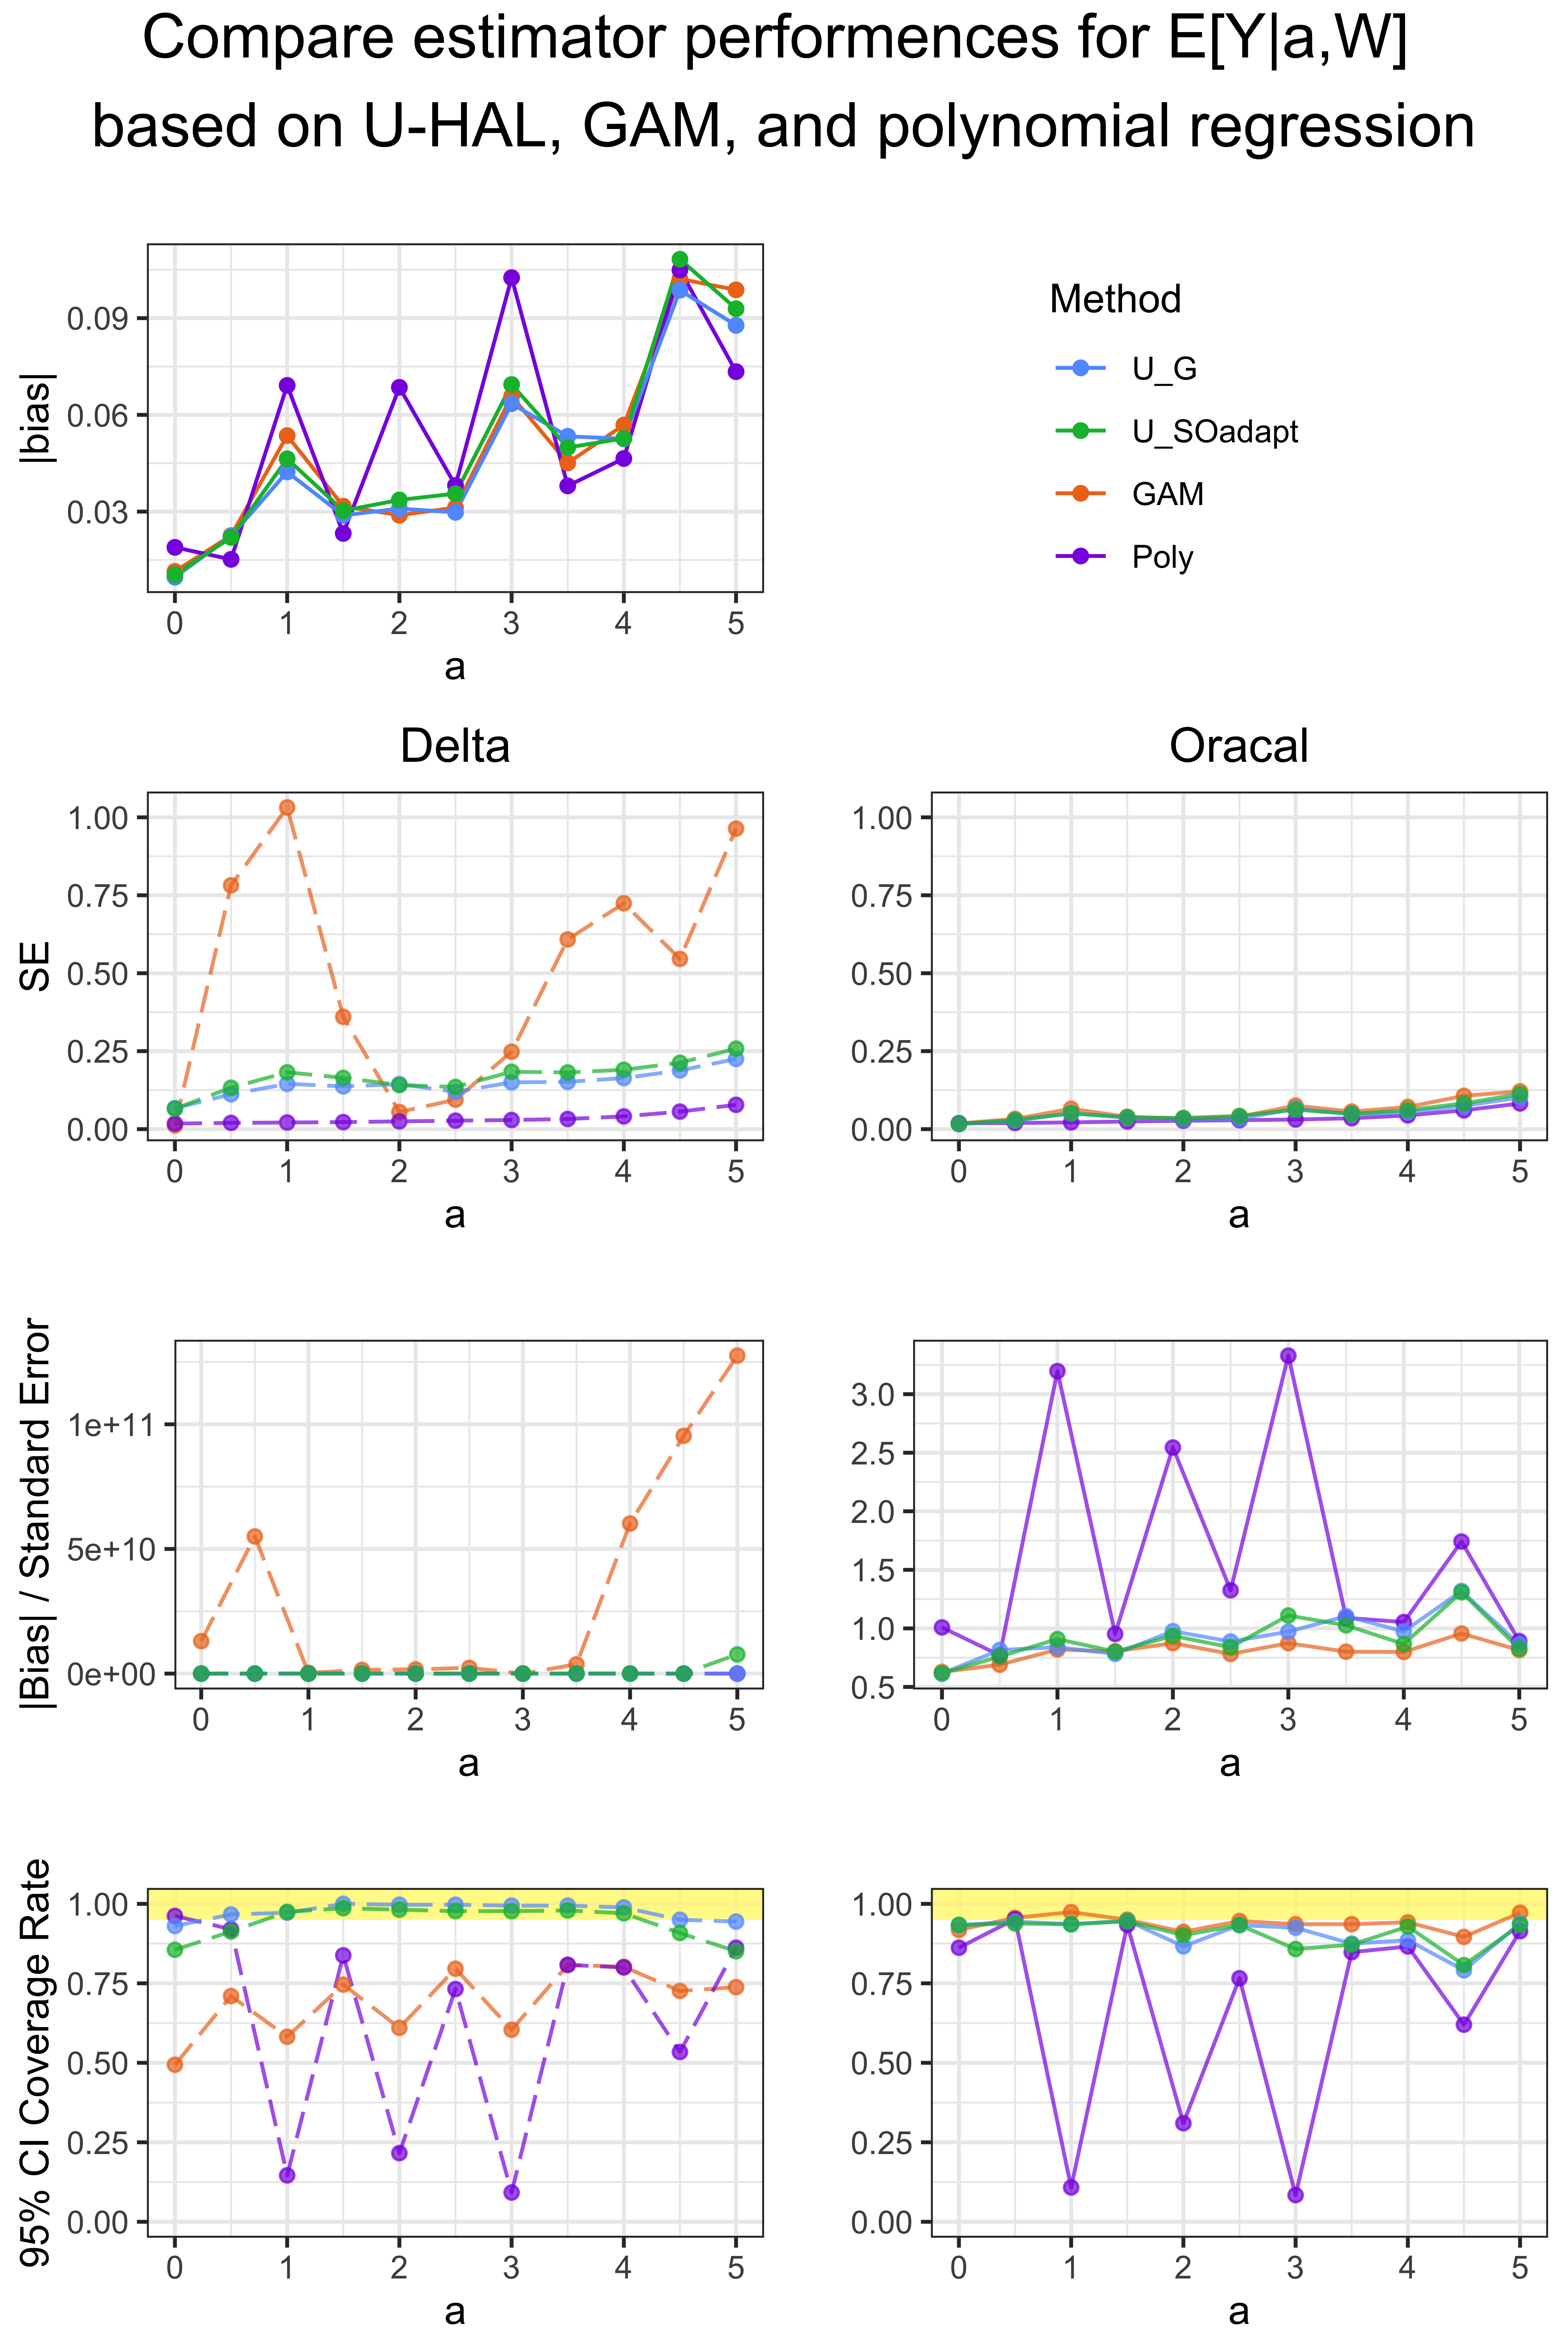 Compare estimator performences for E[Y|a,W]
based on U-HAL, GAM, and polynomial regression
|bias|
0.09
0.06
0.03
0 1 2 3 4 5
a
Method
U_G
U_SOadapt
GAM
Poly
Delta
SE
1.00
0.75
0.50
0.25
0.00
0 1 2 3 4 5
a
Oracal
1.00
0.75
0.50
0.25
0.00
0 1 2 3 4 5
a
|Bias| / Standard Error
1e+11
5e+10
0e+00
0 1 2 3 4 5
a
3.0
2.5
2.0
1.5
1.0
0.5
0 1 2 3 4 5
a
95% CI Coverage Rate
1.00
0.75
0.50
0.25
0.00
0 1 2 3 4 5
a
1.00
0.75
0.50
0.25
0.00
0 1 2 3 4 5
a